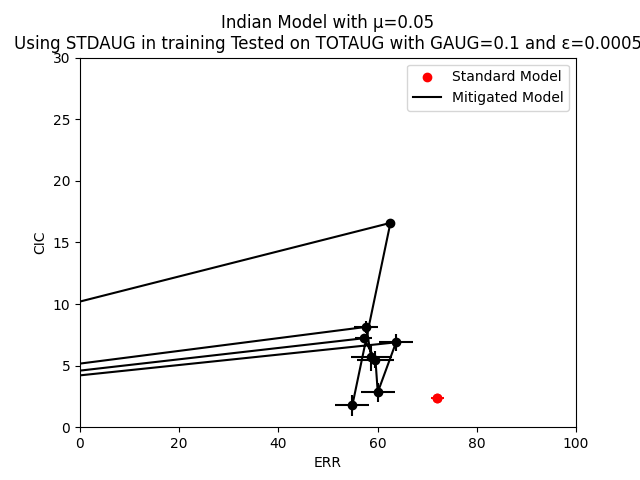 Indian Model with μ=0.05
Using STDAUG in training Tested on TOTAUG with GAUG=0.1 and ε=0.0005
Standard Model
Mitigated Model
30
25
20
15
10
5
0
CIC
0 20 40 60 80 100
ERR